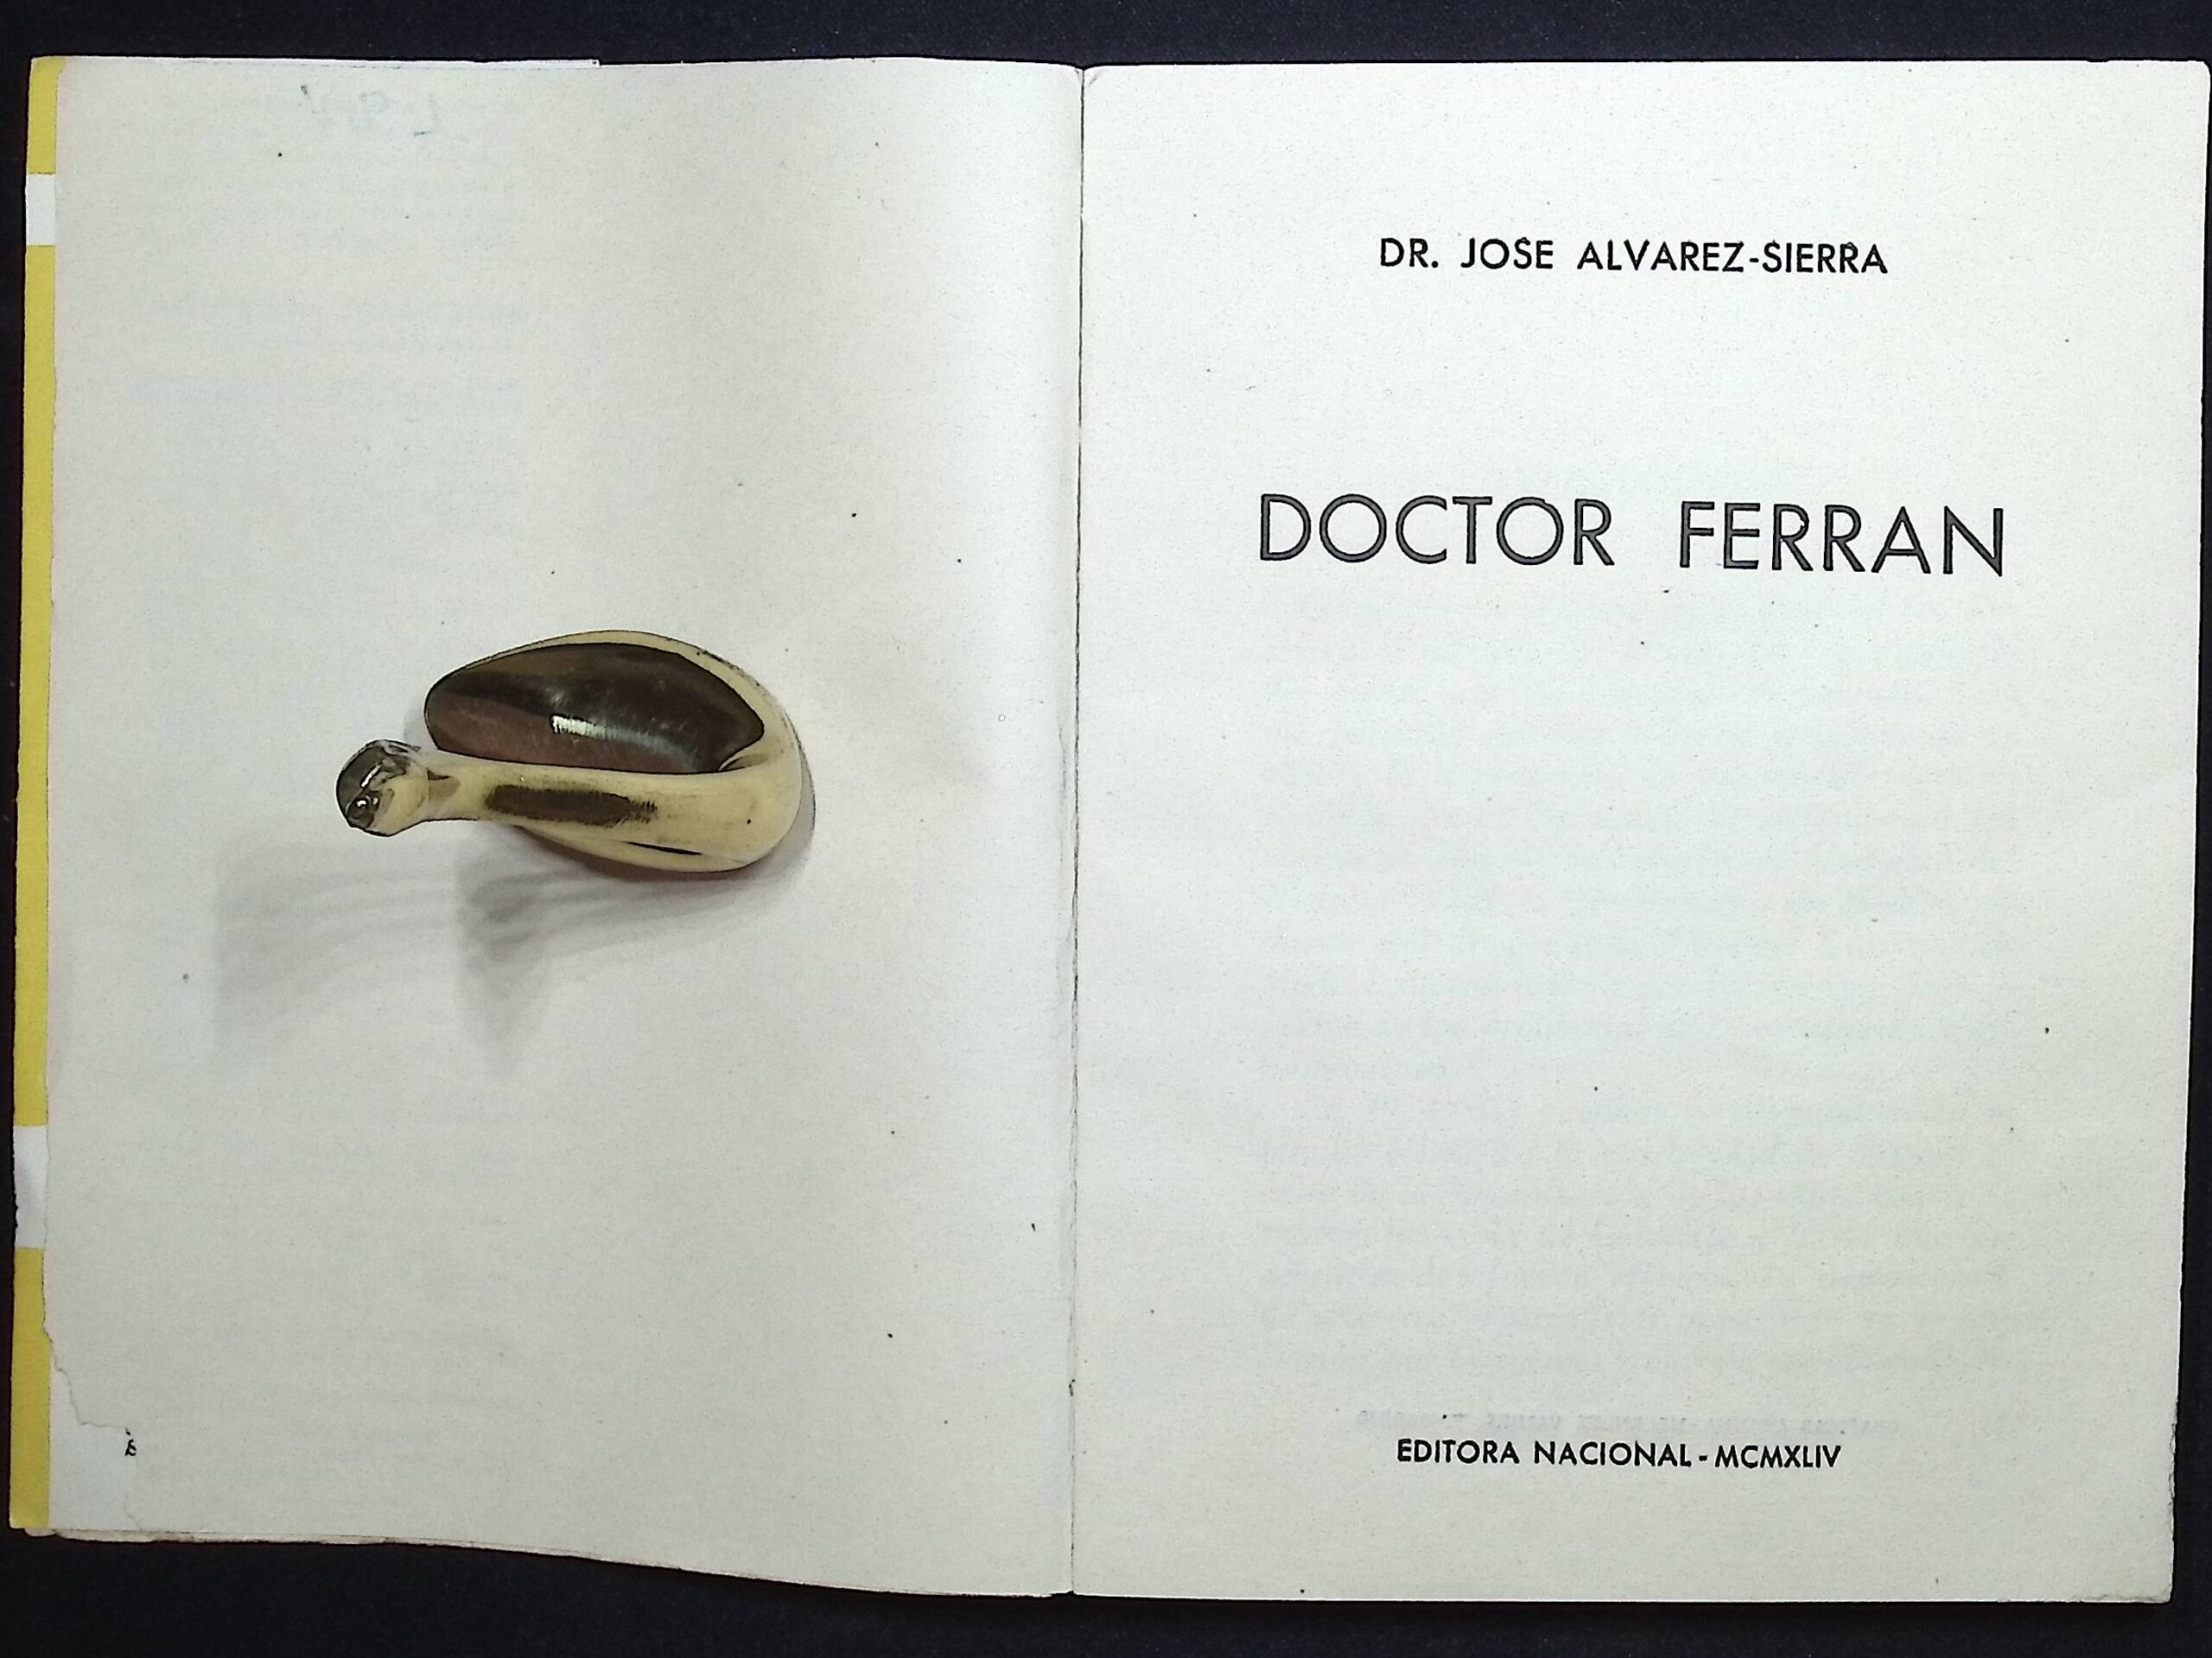 DR. JOSE ALVAREZ-SIERRA
DOCTOR FERRAN
EDITORA NACIONAL - MCMXLIV